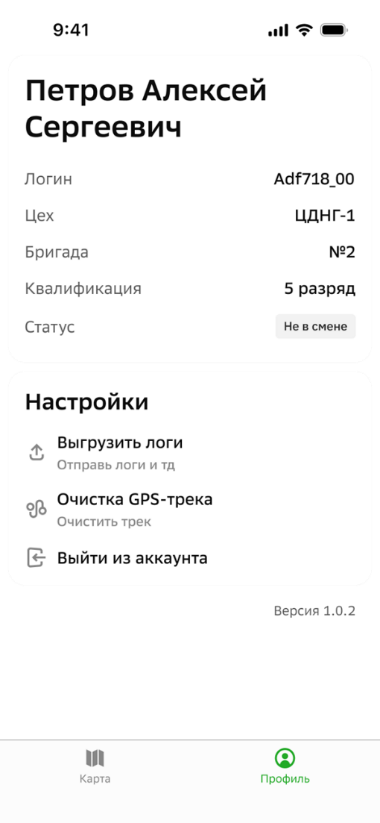 9:41
Петров Алексей
Сергеевич
Логин Adf718_00
Цех ЦДНГ-1
Бригада №2
Квалификация 5 разряд
Статус Не в смене
Настройки
Выгрузить логи
Отправь логи и тд
Очистка GPS-трека
Очистить трек
Выйти из аккаунта
Версия 1.0.2
Карта Профиль